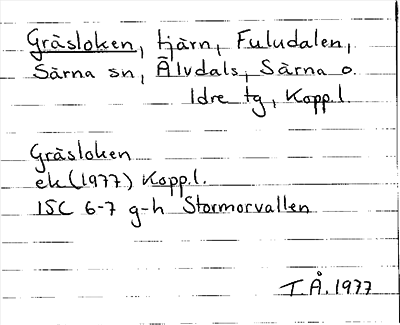 Gräsloken, tjärn, Fuludalen,
Särna sn, Älvdals, Särna o.
Idre tg, Kopp.l.
Gräsloken
ek (1977) Kopp.l.
15C 6-7 g-h Stormorvallen
T.Å. 1977